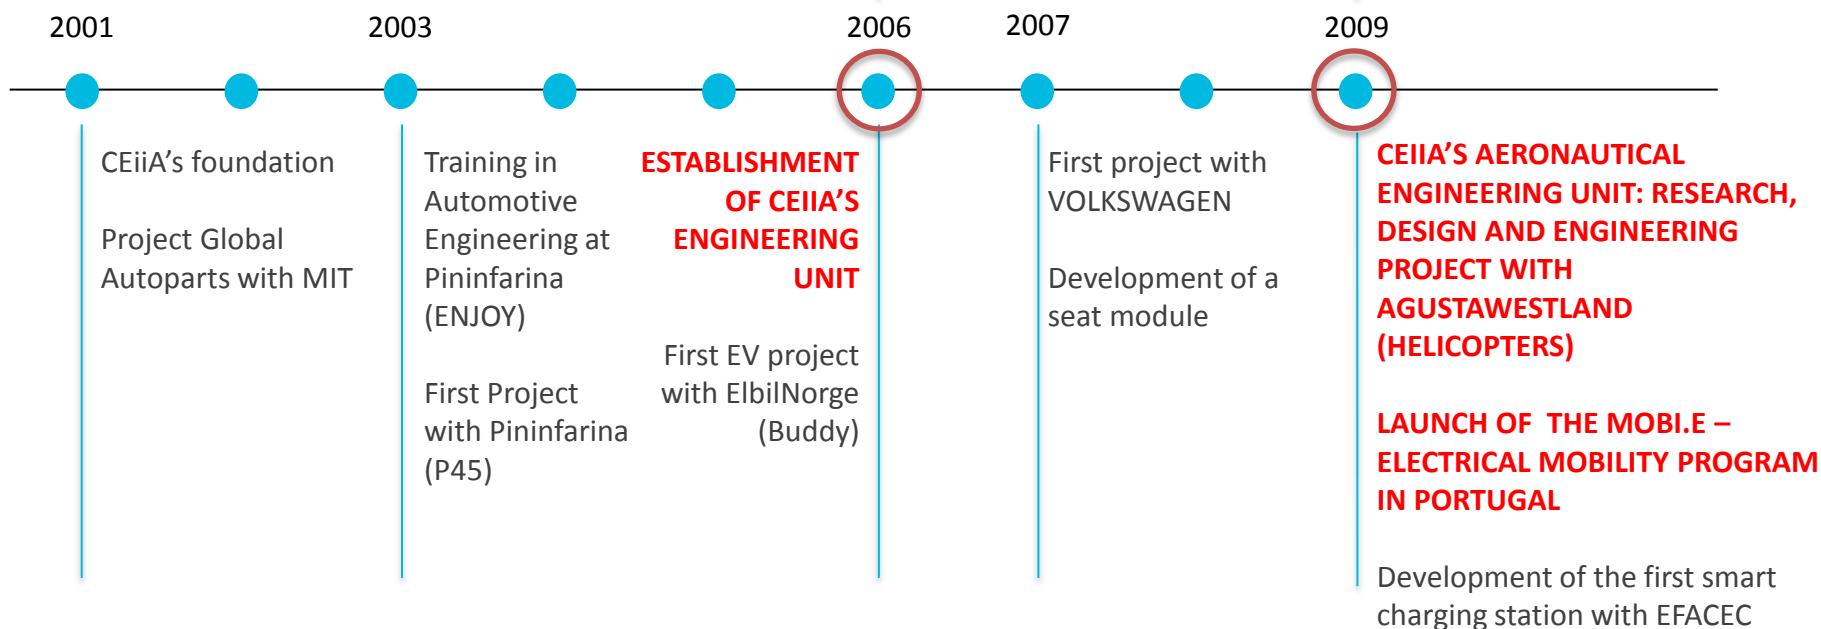 2001
CEiiA’s foundation
Project Global
Autoparts with MIT
2003
Training in
Automotive
Engineering at
Pininfarina
(ENJOY)
First Project
with Pininfarina
(P45)
2006
ESTABLISHMENT
OF CEIIA’S
ENGINEERING
UNIT
First EV project
with ElbilNorge
(Buddy)
2007
First project with
VOLKSWAGEN
Development of a
seat module
2009
CEIIA’S AERONAUTICAL
ENGINEERING UNIT: RESEARCH,
DESIGN AND ENGINEERING
PROJECT WITH
AGUSTAWESTLAND
(HELICOPTERS)
LAUNCH OF THE MOBI.E –
ELECTRICAL MOBILITY PROGRAM
IN PORTUGAL
Development of the first smart
charging station with EFACEC